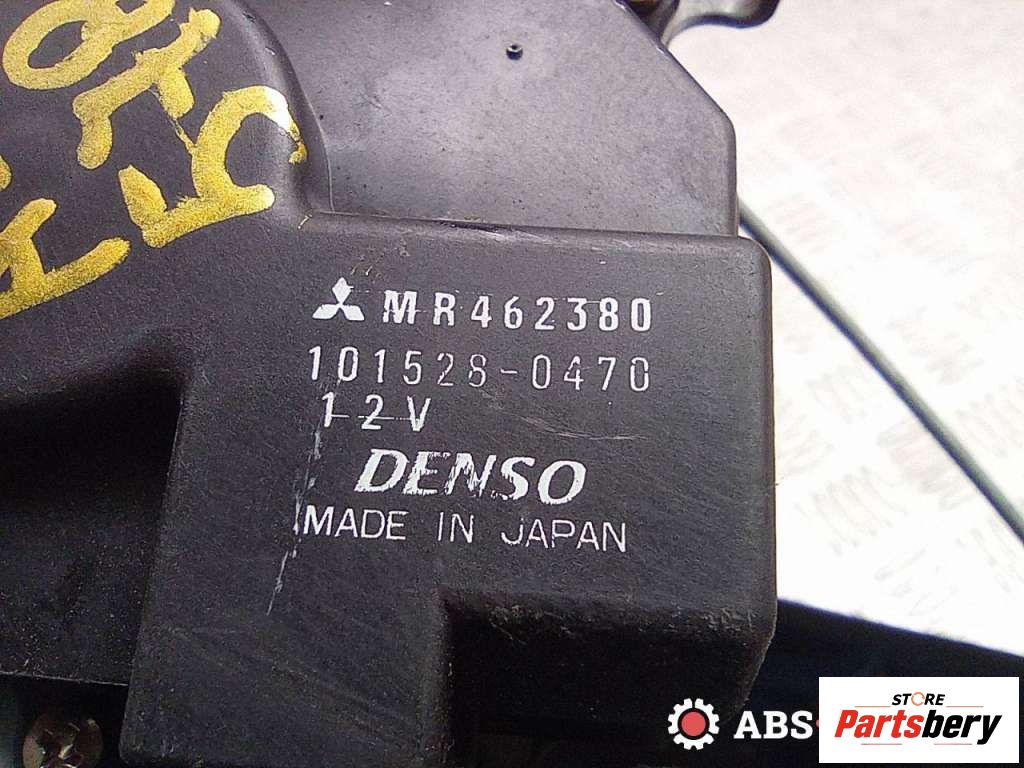 MR462380
101528-0470
12V
DENSO
MADE IN JAPAN
ABS-
STORE
Partsbery